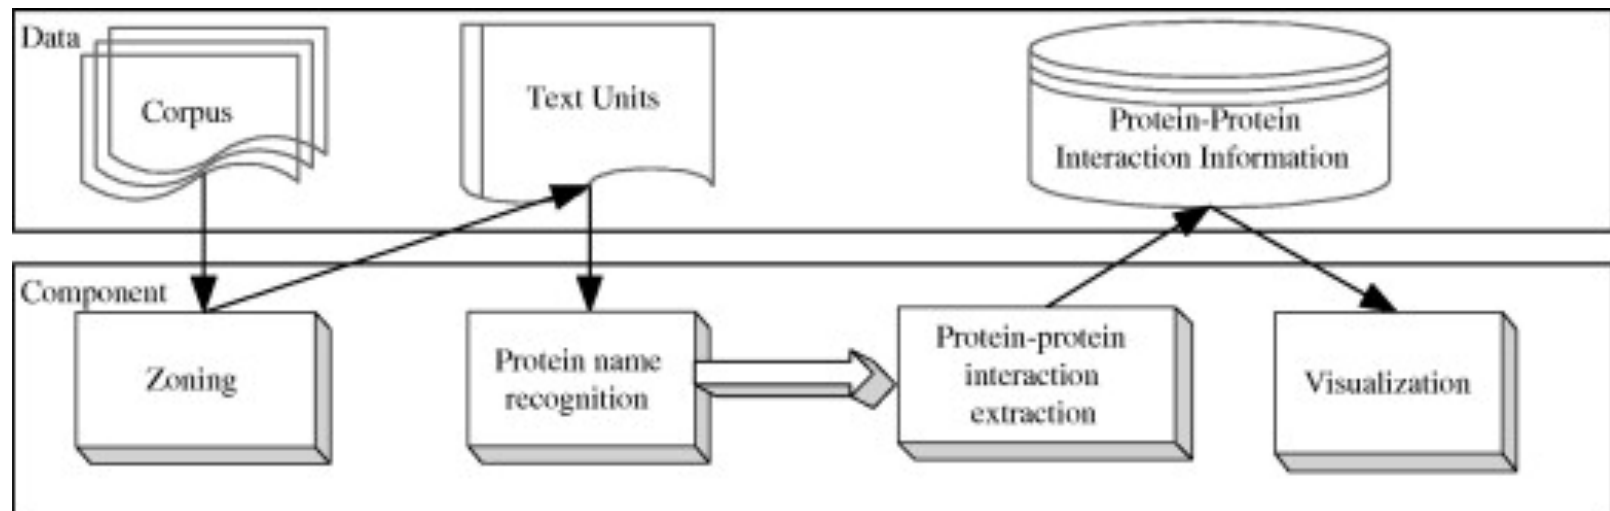 Data
Corpus
Text Units
Protein-Protein
Interaction Information
Component
Zoning
Protein name
recognition
Protein-protein
interaction
extraction
Visualization